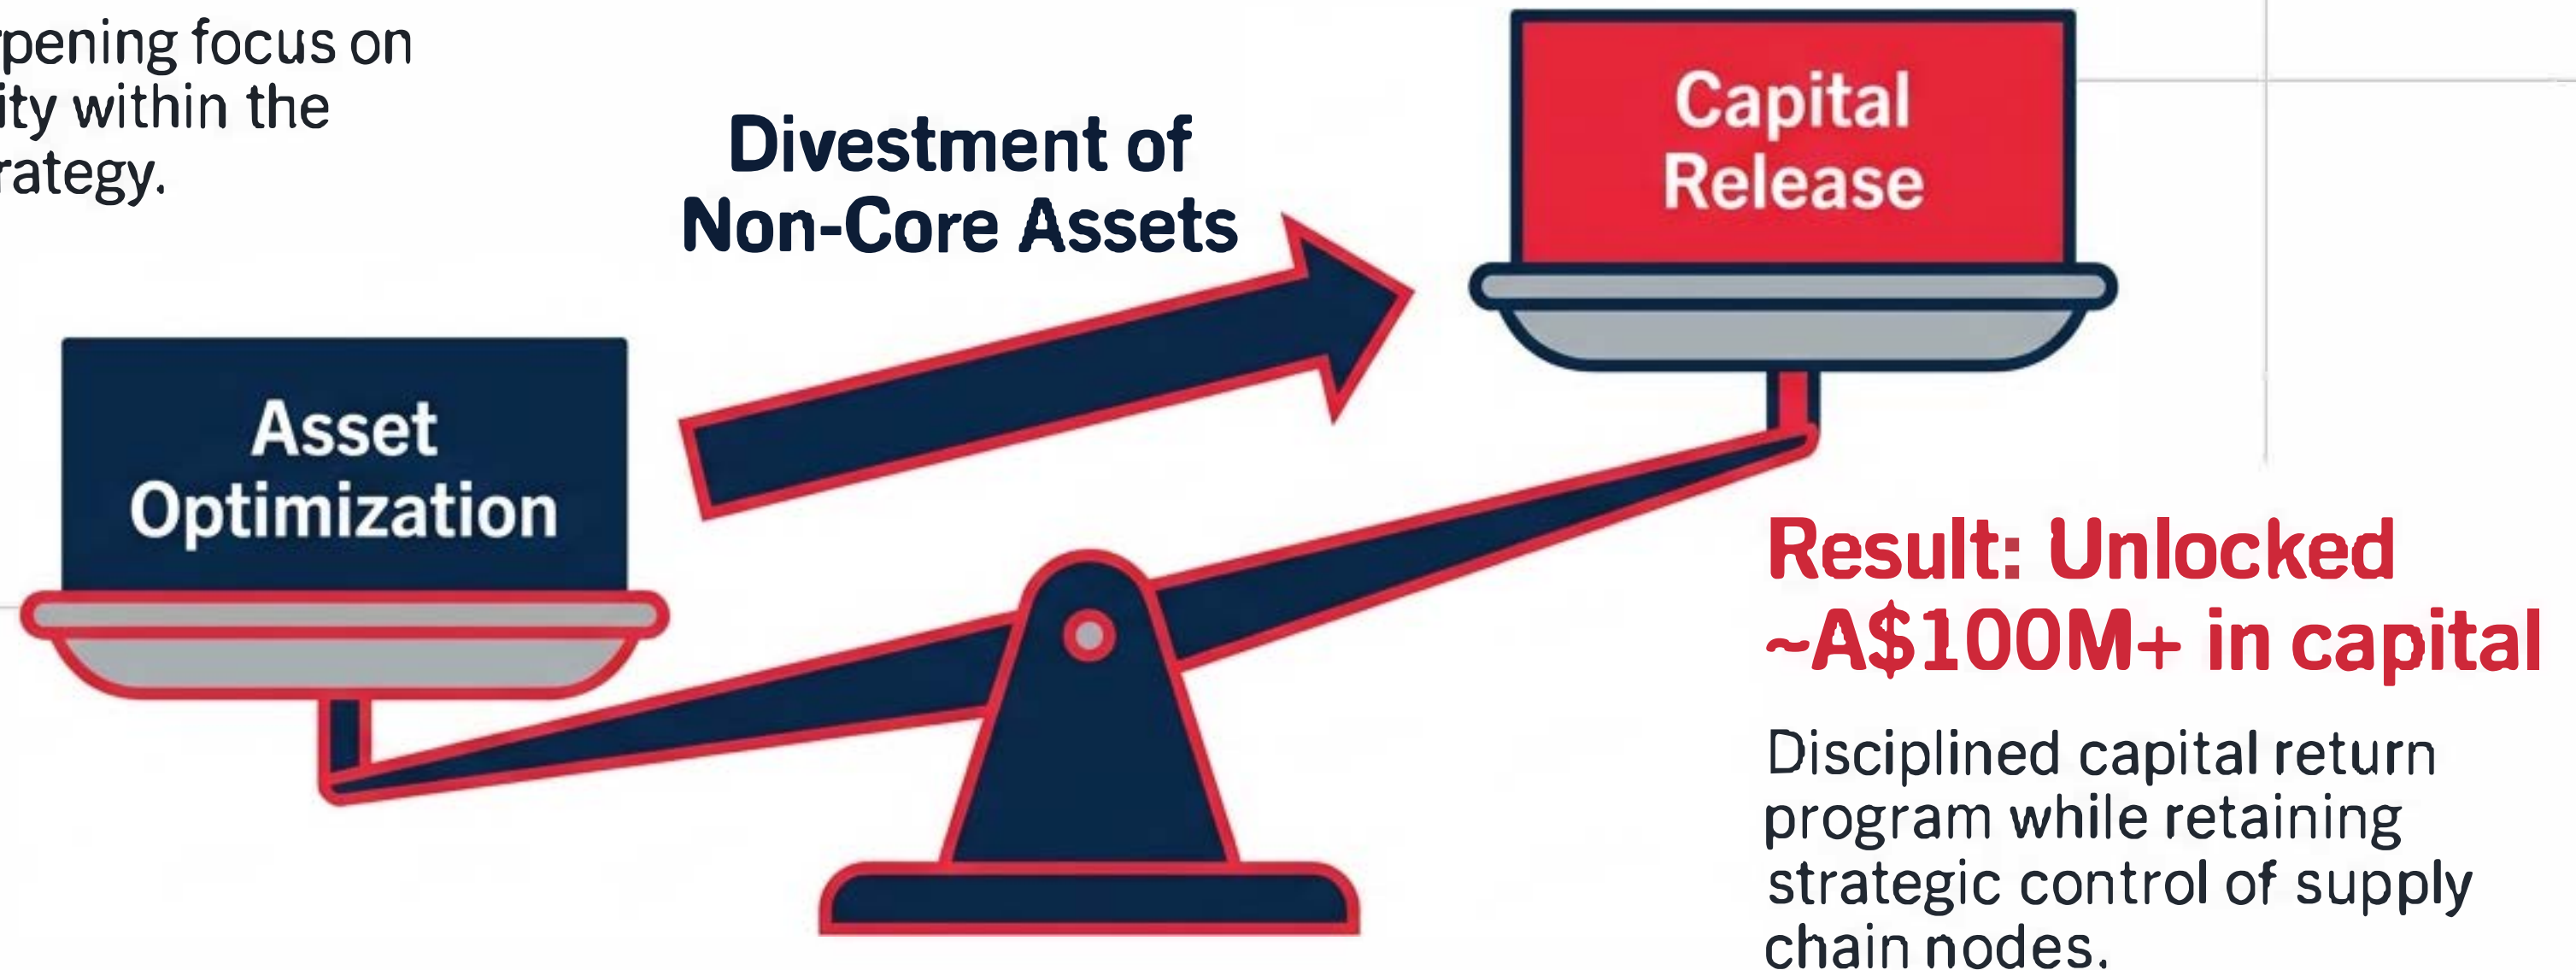 pening focus on
ity within the
rategy.
Divestment of
Non-Core Assets
Capital
Release
Asset
Optimization
Result: Unlocked
~A$100M+ in capital
Disciplined capital return
program while retaining
strategic control of supply
chain nodes.